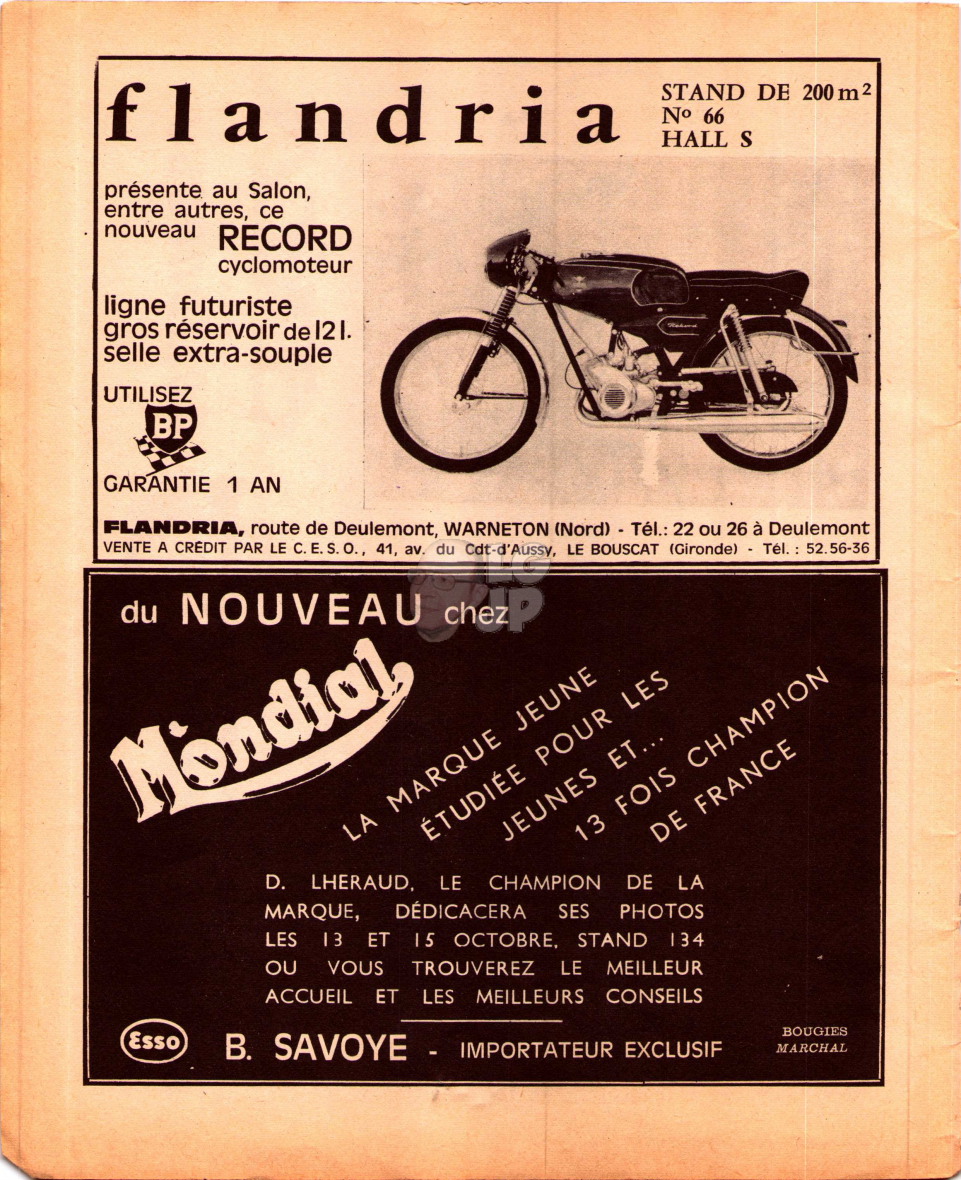 flandria
STAND DE 200 m²
Nº 66
HALL S
présente au Salon,
entre autres, ce
nouveau RECORD
cyclomoteur
ligne futuriste
gros réservoir de 12 l.
selle extra-souple
UTILISEZ
BP
GARANTIE 1 AN
Record
FLANDRIA, route de Deulemont, WARNETON (Nord) - Tél.: 22 ou 26 à Deulemont
VENTE A CRÉDIT PAR LE C.E.S.O., 41, av. du Cdt-d'Aussy, LE BOUSCAT (Gironde) - Tél. : 52.56-36
LG
JP
du NOUVEAU chez
Mondial
LA MARQUE JEUNE
ÉTUDIÉE POUR LES
JEUNES ET...
13 FOIS CHAMPION
DE FRANCE
D. LHERAUD, LE CHAMPION DE LA
MARQUE, DÉDICACERA SES PHOTOS
LES 13 ET 15 OCTOBRE, STAND 134
OU VOUS TROUVEREZ LE MEILLEUR
ACCUEIL ET LES MEILLEURS CONSEILS
Esso
B. SAVOYE - IMPORTATEUR EXCLUSIF
BOUGIES
MARCHAL